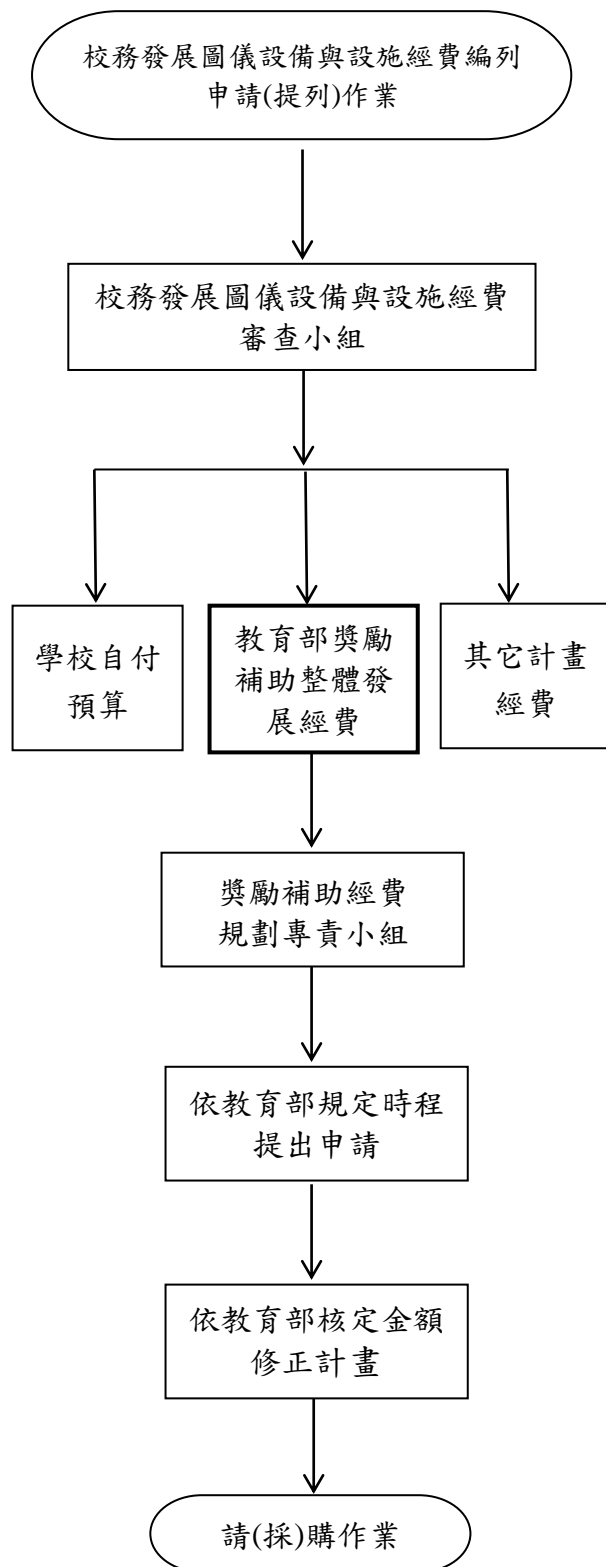 校務發展圖儀設備與設施經費編列
申請(提列)作業
校務發展圖儀設備與設施經費
審查小組
學校自付
預算
教育部獎勵
補助整體發
展經費
其它計畫
經費
獎勵補助經費
規劃專責小組
依教育部規定時程
提出申請
依教育部核定金額
修正計畫
請(採)購作業